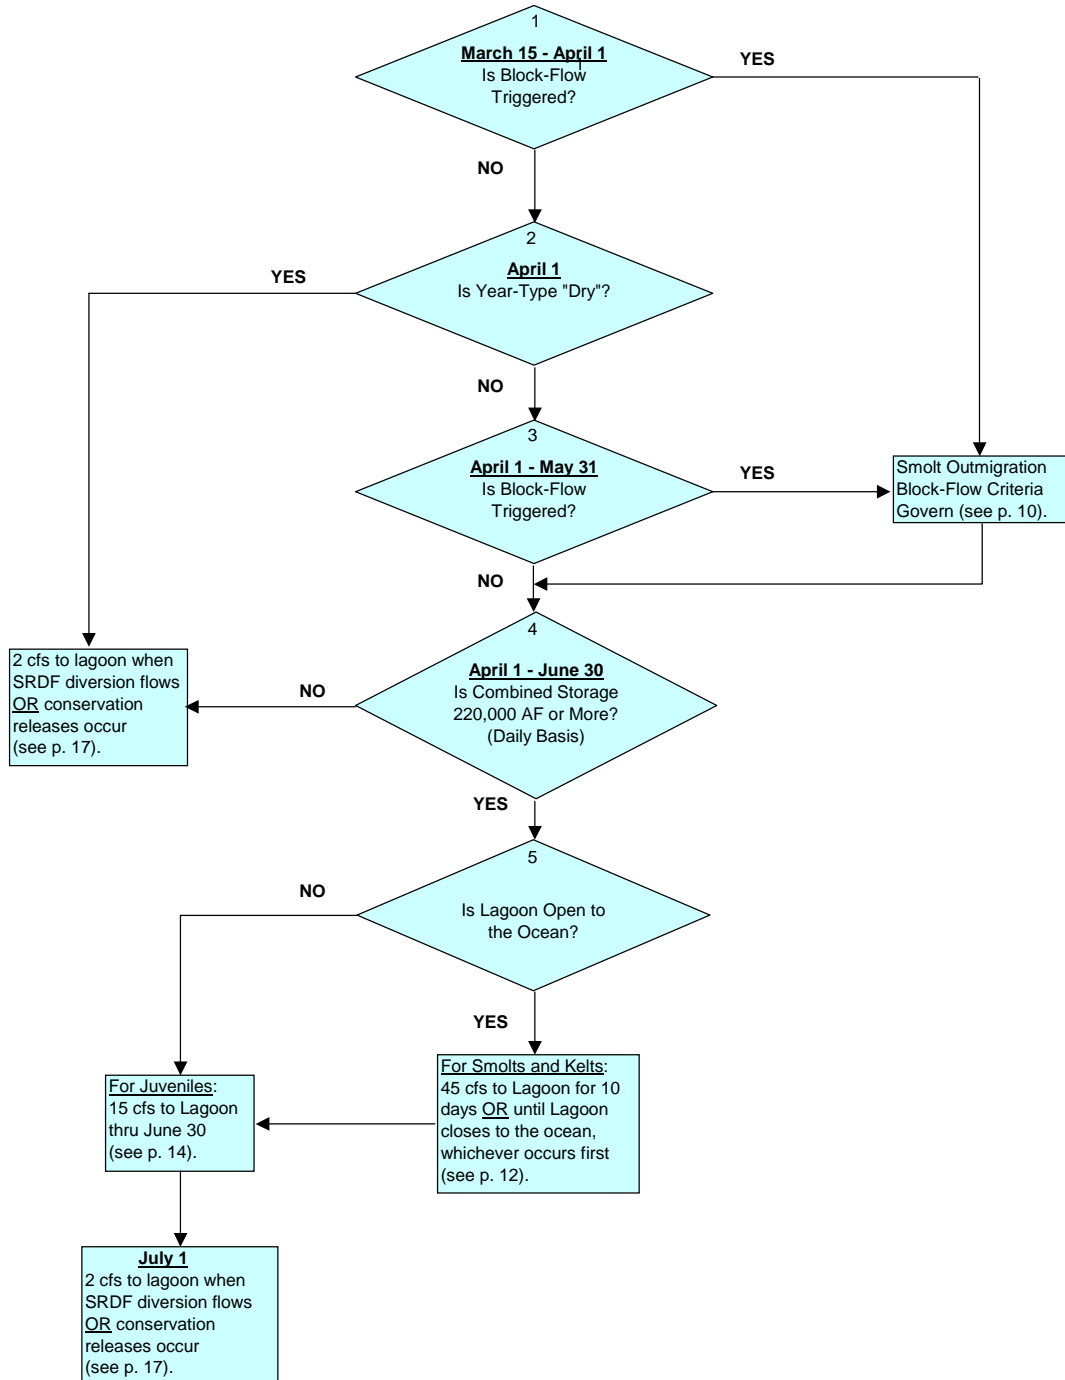 1
March 15 - April 1
Is Block-Flow
Triggered?
YES
NO
2
April 1
Is Year-Type "Dry"?
YES
NO
3
April 1 - May 31
Is Block-Flow
Triggered?
YES
Smolt Outmigration
Block-Flow Criteria
Govern (see p. 10).
NO
4
April 1 - June 30
Is Combined Storage
220,000 AF or More?
(Daily Basis)
NO
2 cfs to lagoon when
SRDF diversion flows
OR conservation
releases occur
(see p. 17).
YES
5
Is Lagoon Open to
the Ocean?
NO
YES
For Smolts and Kelts:
45 cfs to Lagoon for 10
days OR until Lagoon
closes to the ocean,
whichever occurs first
(see p. 12).
For Juveniles:
15 cfs to Lagoon
thru June 30
(see p. 14).
July 1
2 cfs to lagoon when
SRDF diversion flows
OR conservation
releases occur
(see p. 17).